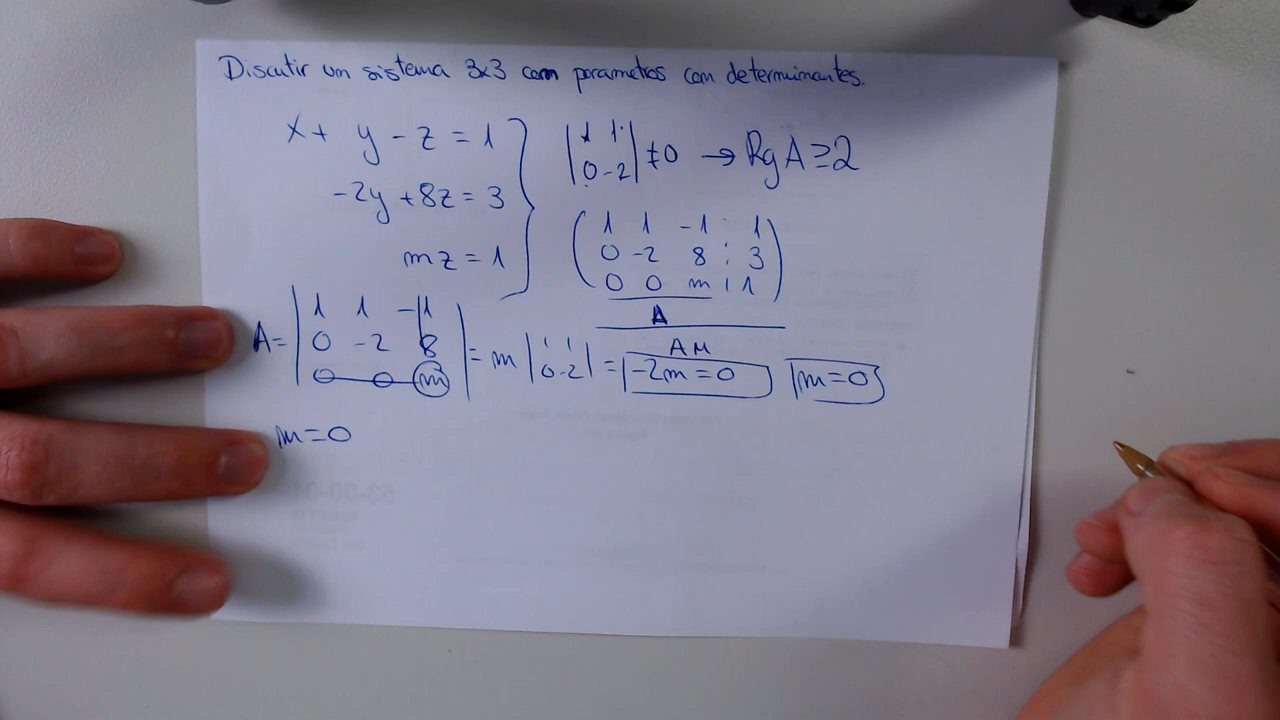 Discutir un sistema 3x3 com parametros con determinantes.
x + y - z = 1
-2y + 8z = 3
m z = 1
|1 1|
|0 -2| ≠ 0 → Rg A ≥ 2
1 1 -1 ⋮ 1
0 -2 8 ⋮ 3
0 0 m ⋮ 1
A
AM
|1 1 -1|
A = |0 -2 8| = m |1 1|
|0 0 m| |0 -2| = -2m = 0 m = 0
m = 0